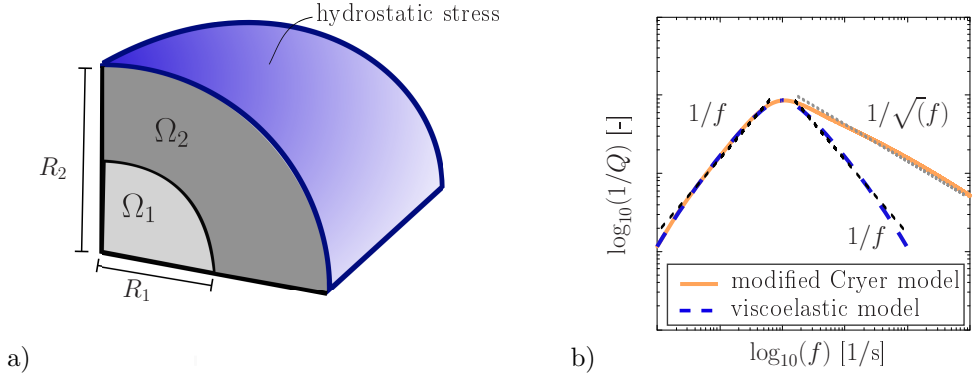 hydrostatic stress
Ω₂
R₂
Ω₁
R₁
a)
1/f
1/√(f)
log₁₀(1/Q) [-]
1/f
modified Cryer model
viscoelastic model
b)
log₁₀(f) [1/s]